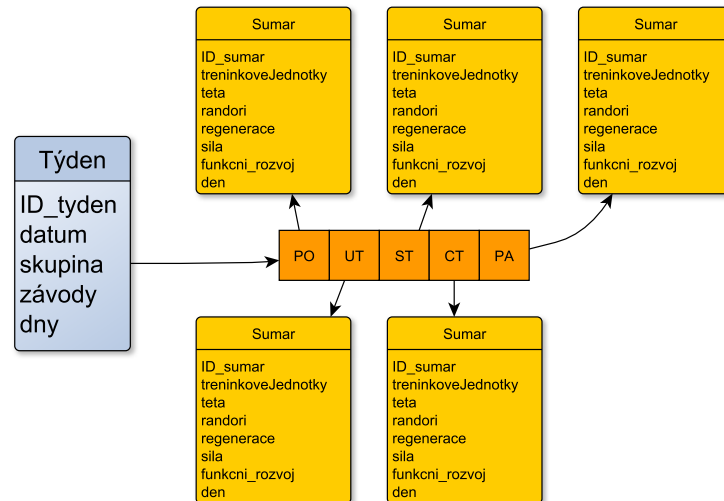 Sumar
ID_sumar
treninkoveJednotky
teta
randori
regenerace
sila
funkcni_rozvoj
den
Sumar
ID_sumar
treninkoveJednotky
teta
randori
regenerace
sila
funkcni_rozvoj
den
Sumar
ID_sumar
treninkoveJednotky
teta
randori
regenerace
sila
funkcni_rozvoj
den
Týden
ID_tyden
datum
skupina
závody
dny
PO UT ST CT PA
Sumar
ID_sumar
treninkoveJednotky
teta
randori
regenerace
sila
funkcni_rozvoj
den
Sumar
ID_sumar
treninkoveJednotky
teta
randori
regenerace
sila
funkcni_rozvoj
den